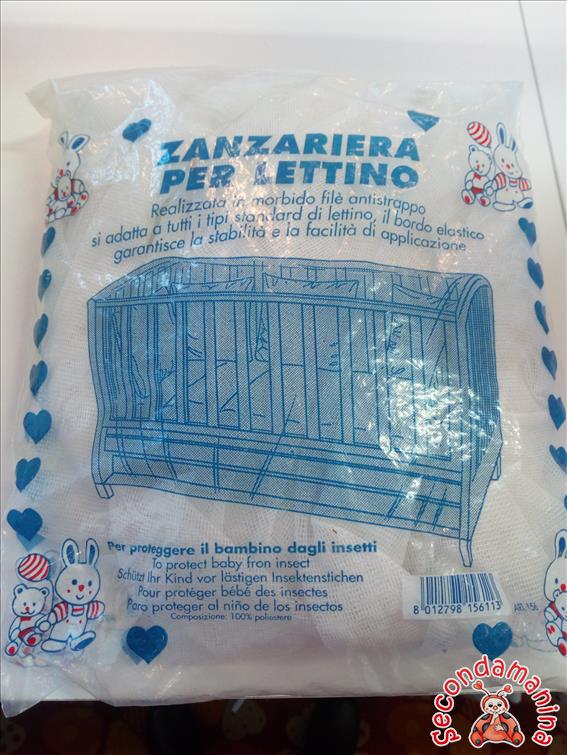 ZANZARIERA
PER LETTINO
Realizzata in morbido filè antistrappo
si adatta a tutti i tipi standard di lettino, il bordo elastico
garantisce la stabilità e la facilità di applicazione
Per proteggere il bambino dagli insetti
To protect baby fron insect
Schützt Ihr Kind vor lästigen Insektenstichen
Pour protéger bébé des insectes
Para proteger al niño de los insectos
Composizione: 100% poliestere
8 012798 156113
ART. 156
Secondamanina